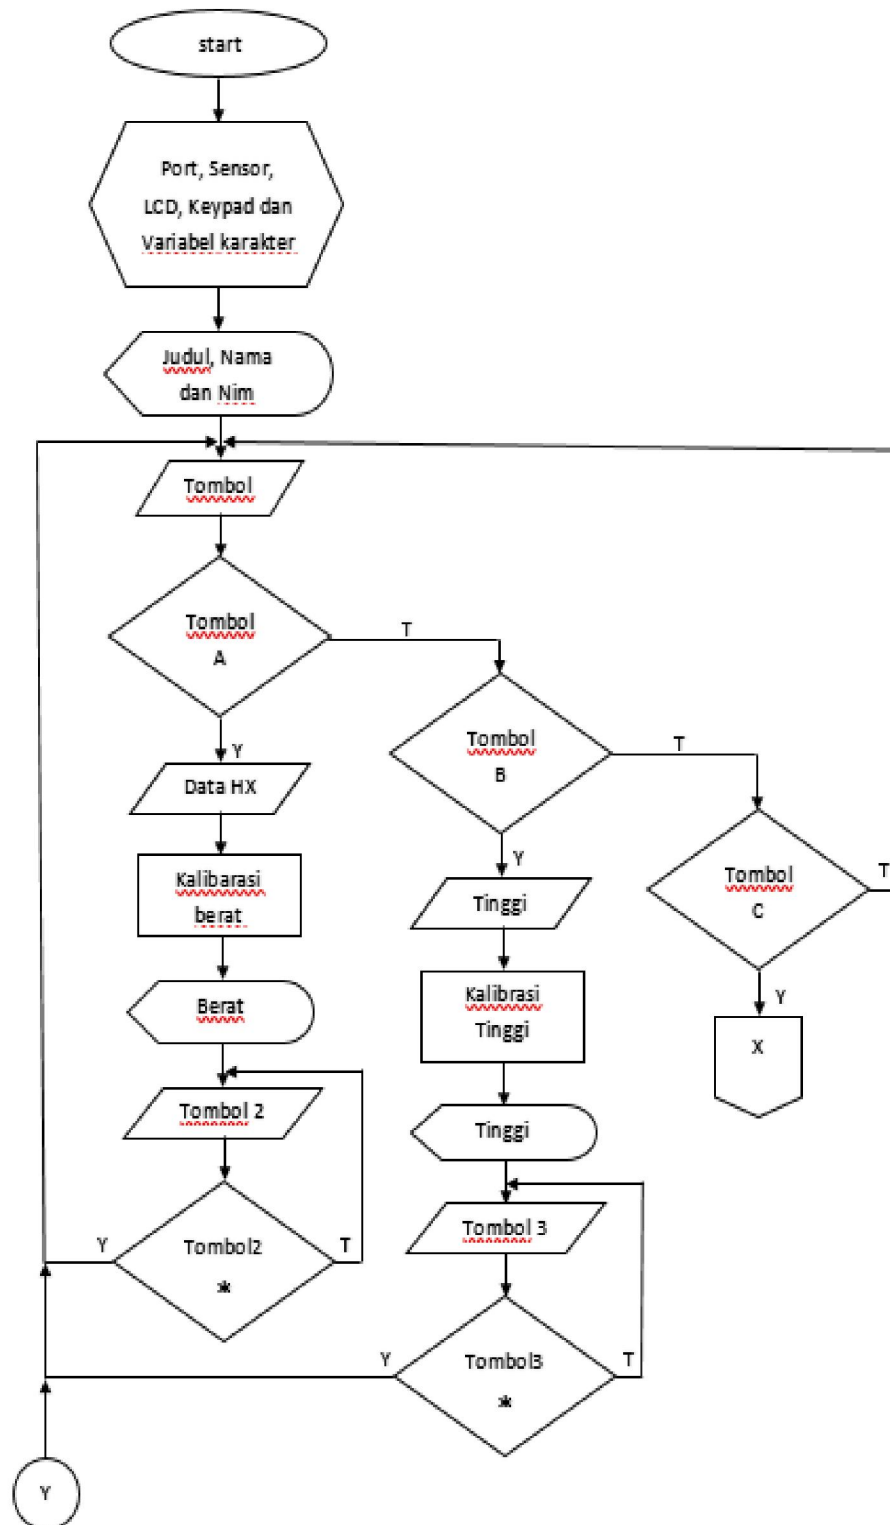 start
Port, Sensor,
LCD, Keypad dan
Variabel karakter
Judul, Nama
dan Nim
Tombol
Tombol
A
T
Y
Data HX
Kalibarasi
berat
Berat
Tombol 2
Tombol2
*
Y
T
Tombol
B
T
Y
Tinggi
Kalibrasi
Tinggi
Tinggi
Tombol 3
Tombol3
*
Y
T
Tombol
C
T
Y
X
Y